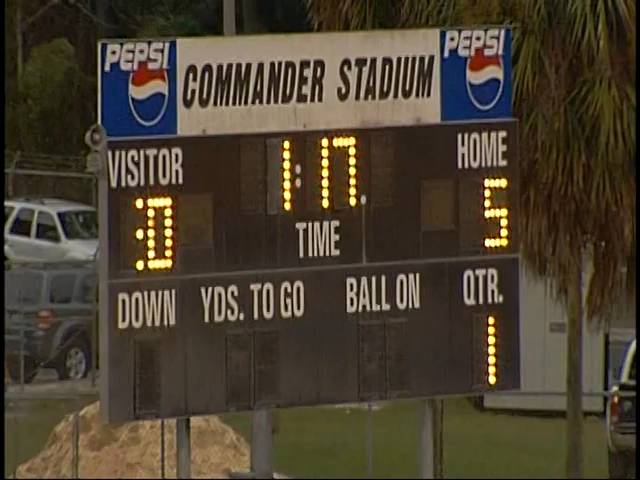 PEPSI COMMANDER STADIUM PEPSI
VISITOR 1:17 HOME
0 TIME 5
DOWN YDS. TO GO BALL ON QTR.
1